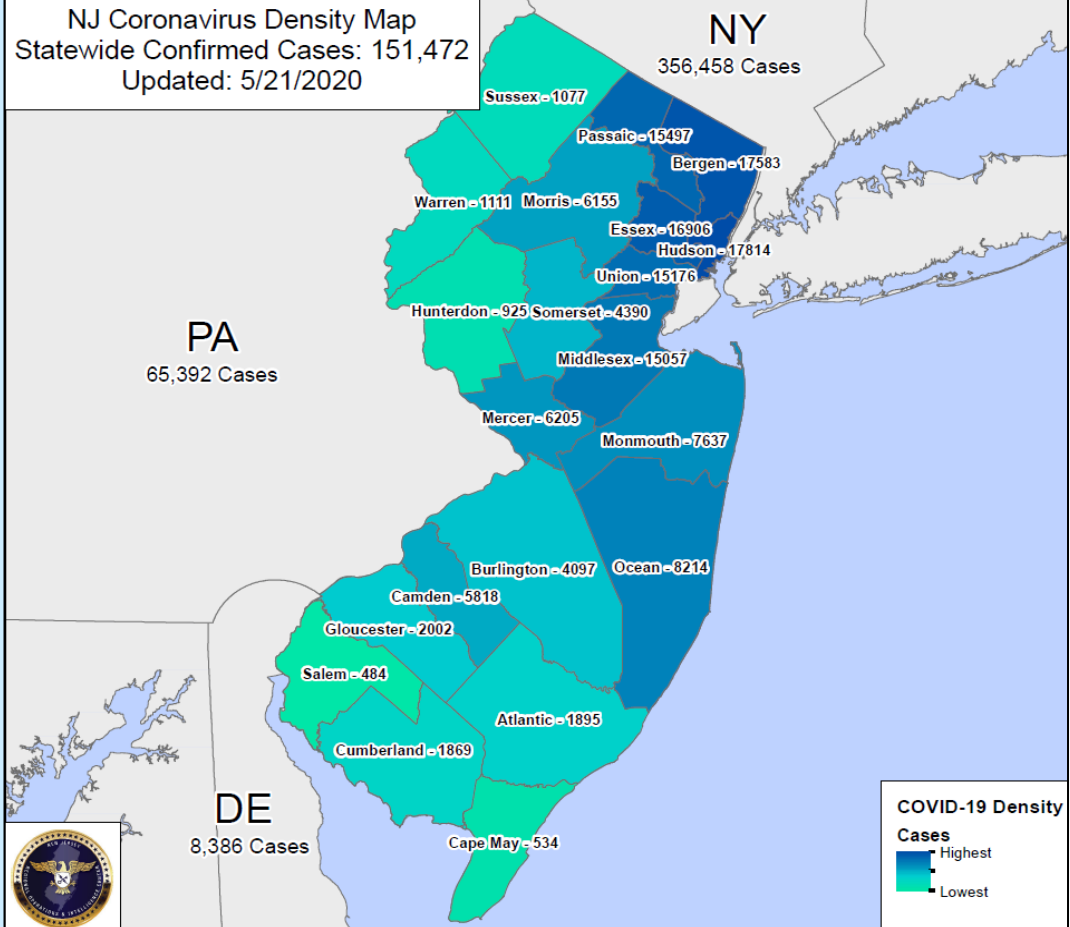 NJ Coronavirus Density Map
Statewide Confirmed Cases: 151,472
Updated: 5/21/2020
NY
356,458 Cases
Sussex - 1077
Passaic - 15497
Bergen - 17583
Warren - 1111
Morris - 6155
Essex - 16906
Hudson - 17814
Union - 15176
Hunterdon - 925
Somerset - 4390
PA
65,392 Cases
Middlesex - 15057
Mercer - 6205
Monmouth - 7637
Burlington - 4097
Ocean - 8214
Camden - 5818
Gloucester - 2002
Salem - 484
Atlantic - 1895
Cumberland - 1869
DE
8,386 Cases
Cape May - 534
COVID-19 Density
Cases
Highest
Lowest
NEW JERSEY